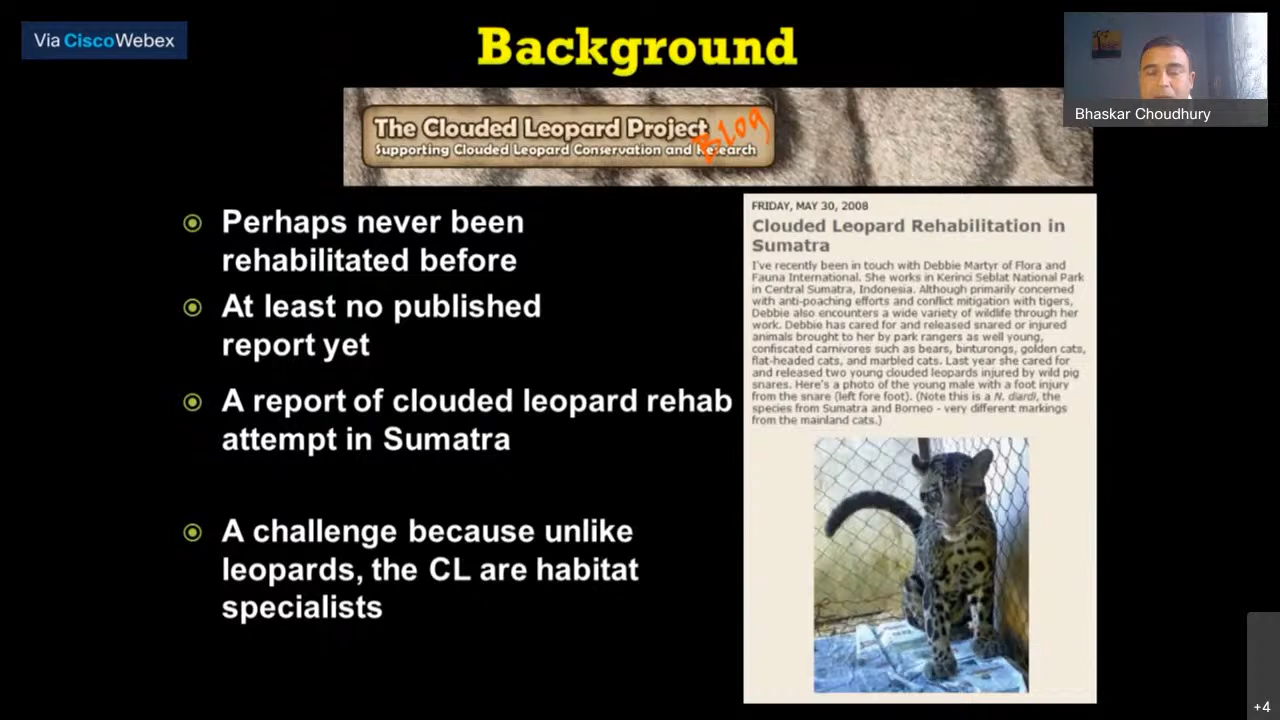 Via CiscoWebex
Background
Bhaskar Choudhury
The Clouded Leopard Project
Blog
Supporting Clouded Leopard Conservation and Research
Perhaps never been
rehabilitated before
At least no published
report yet
A report of clouded leopard rehab
attempt in Sumatra
A challenge because unlike
leopards, the CL are habitat
specialists
FRIDAY, MAY 30, 2008
Clouded Leopard Rehabilitation in
Sumatra
I've recently been in touch with Debbie Martyr of Flora and
Fauna International. She works in Kerinci Seblat National Park
in Central Sumatra, Indonesia. Although primarily concerned
with anti-poaching efforts and conflict mitigation with tigers,
Debbie also encounters a wide variety of wildlife through her
work. Debbie has cared for and released snared or injured
animals brought to her by park rangers as well young,
confiscated carnivores such as bears, binturongs, golden cats,
flat-headed cats, and marbled cats. Last year she cared for
and released two young clouded leopards injured by wild pig
snares. Here's a photo of the young male with a foot injury
from the snare (left fore foot). (Note this is a N. diardi, the
species from Sumatra and Borneo - very different markings
from the mainland cats.)
+4